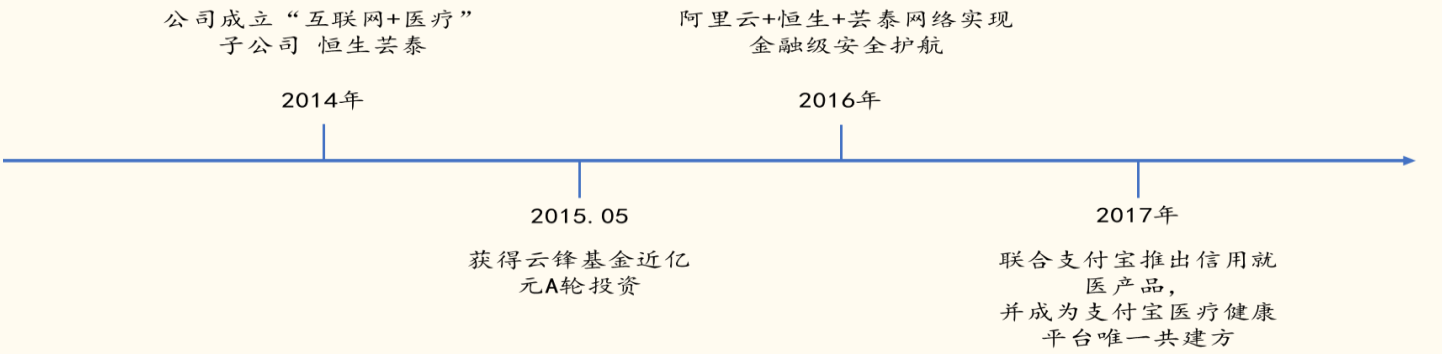 公司成立“互联网+医疗”
子公司 恒生芸泰
2014年
阿里云+恒生+芸泰网络实现
金融级安全护航
2016年
2015.05
获得云锋基金近亿
元A轮投资
2017年
联合支付宝推出信用就
医产品，
并成为支付宝医疗健康
平台唯一共建方